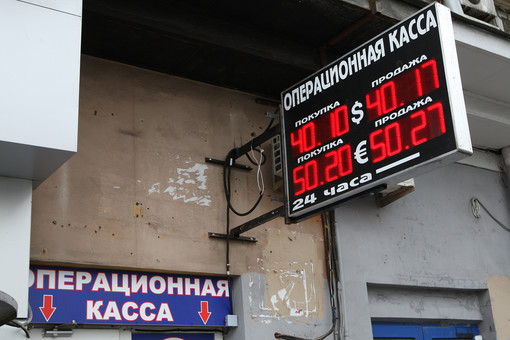 ОПЕРАЦИОННАЯ КАССА
ПОКУПКА ПРОДАЖА
40.10 $ 40.17
ПОКУПКА ПРОДАЖА
50.20 € 50.27
24 часа
ОПЕРАЦИОННАЯ
КАССА